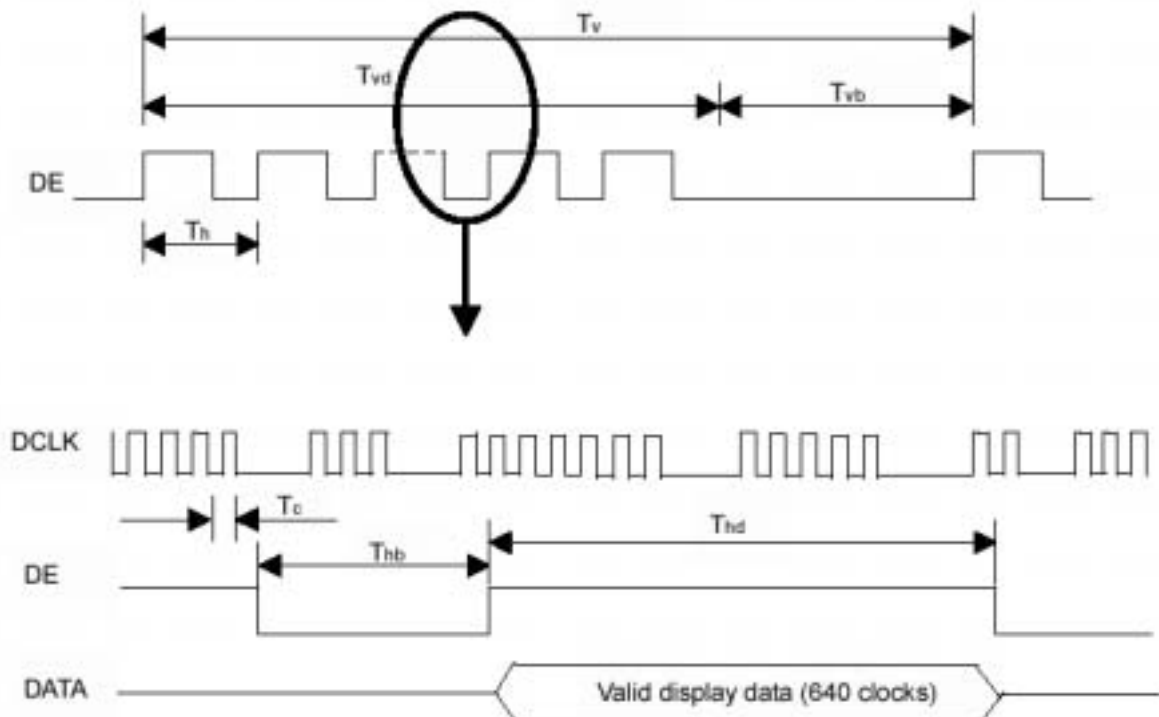 Tv
Tvd
Tvb
DE
Th
DCLK
Tc
Thd
Thb
DE
DATA
Valid display data (640 clocks)